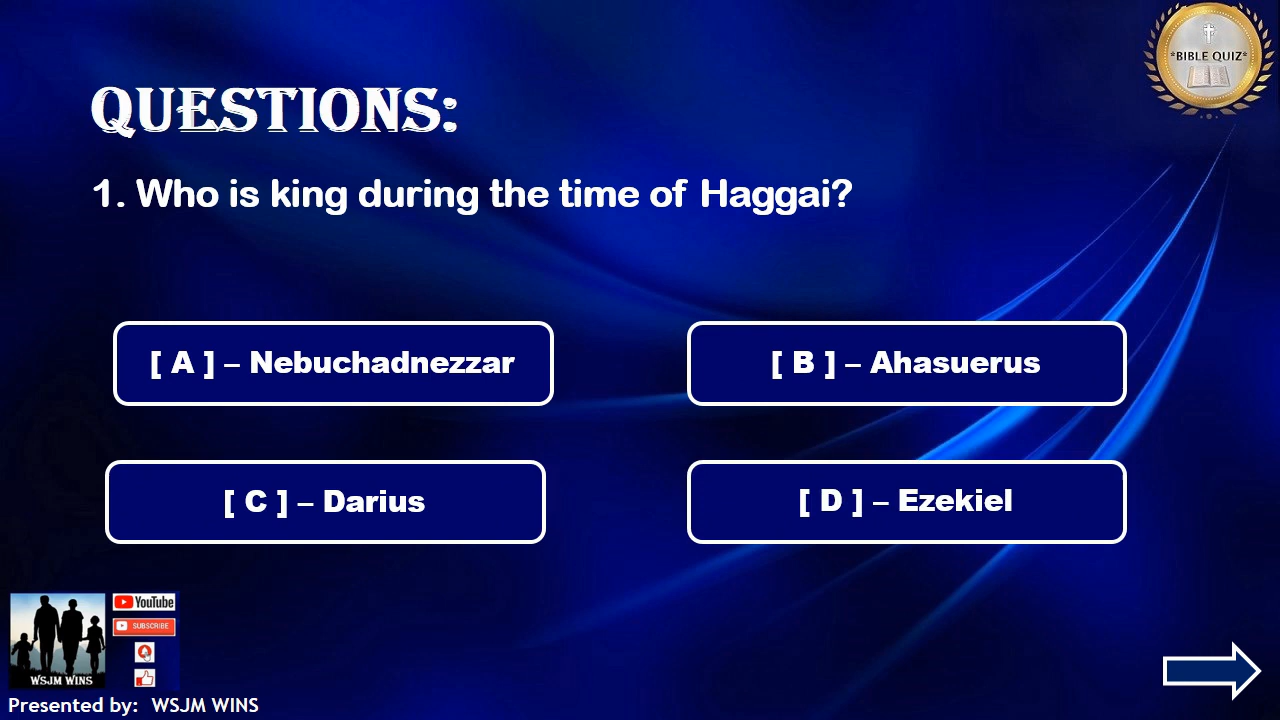 *BIBLE QUIZ*
QUESTIONS:
1. Who is king during the time of Haggai?
[ A ] – Nebuchadnezzar
[ B ] – Ahasuerus
[ C ] – Darius
[ D ] – Ezekiel
YouTube
SUBSCRIBE
WSJM WINS
Presented by: WSJM WINS